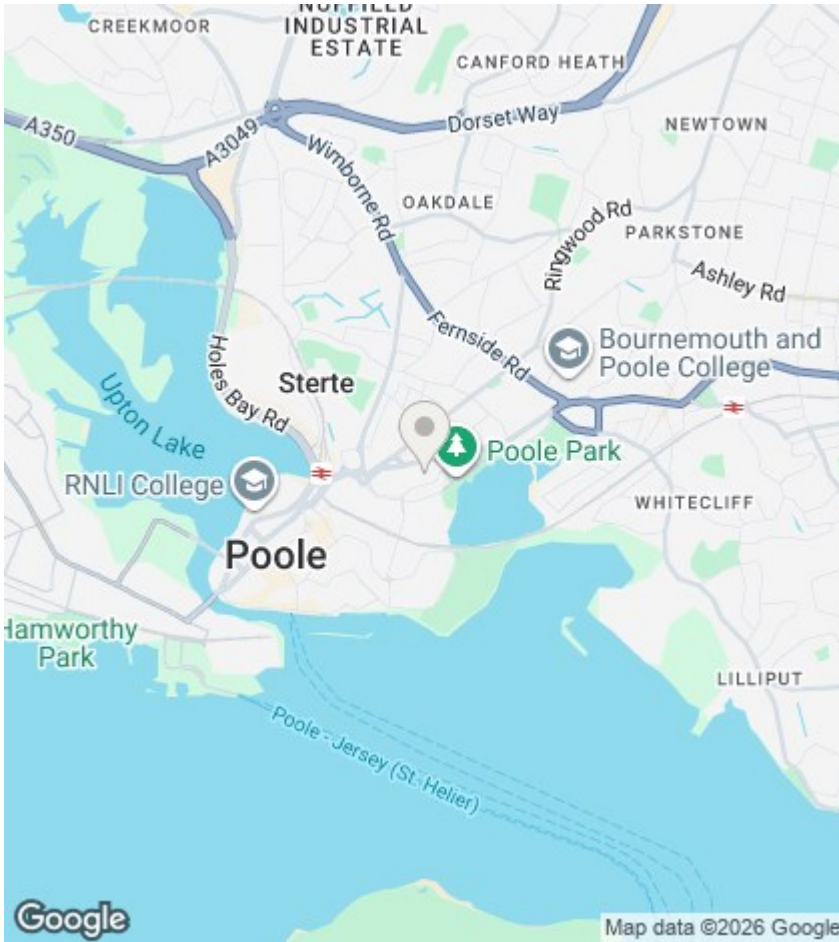 NUFFIELD
INDUSTRIAL
ESTATE
CREEKMOOR
CANFORD HEATH
A350
A3049
Dorset Way
NEWTOWN
Wimborne Rd
OAKDALE
Ringwood Rd
PARKSTONE
Ashley Rd
Holes Bay Rd
Fernside Rd
Bournemouth and
Poole College
Sterte
Upton Lake
Poole Park
RNLI College
WHITECLIFF
Poole
Hamworthy
Park
LILLIPUT
Poole - Jersey (St. Helier)
Google
Map data ©2026 Google